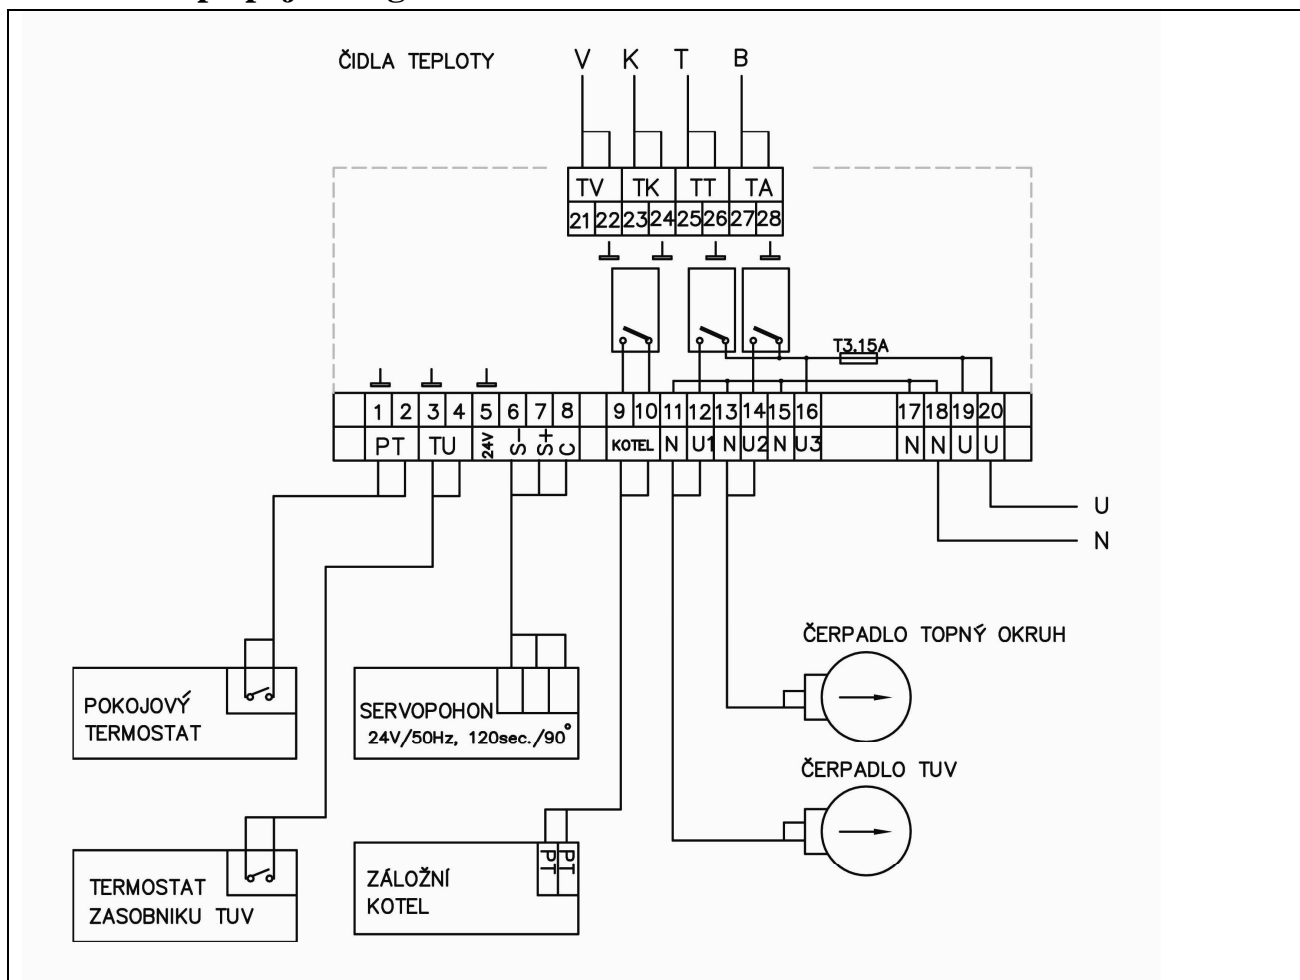 ČIDLA TEPLOTY V K T B
TV TK TT TA
21 22 23 24 25 26 27 28
T3,15A
1 2 3 4 5 6 7 8 9 10 11 12 13 14 15 16 17 18 19 20
PT TU 24V S- S+ C KOTEL N U1 N U2 N U3 N N U U
U
N
ČERPADLO TOPNÝ OKRUH
POKOJOVÝ
TERMOSTAT
SERVOPOHON
24V/50Hz, 120sec./90°
ČERPADLO TUV
TERMOSTAT
ZASOBNIKU TUV
ZÁLOŽNÍ
KOTEL
PT PT